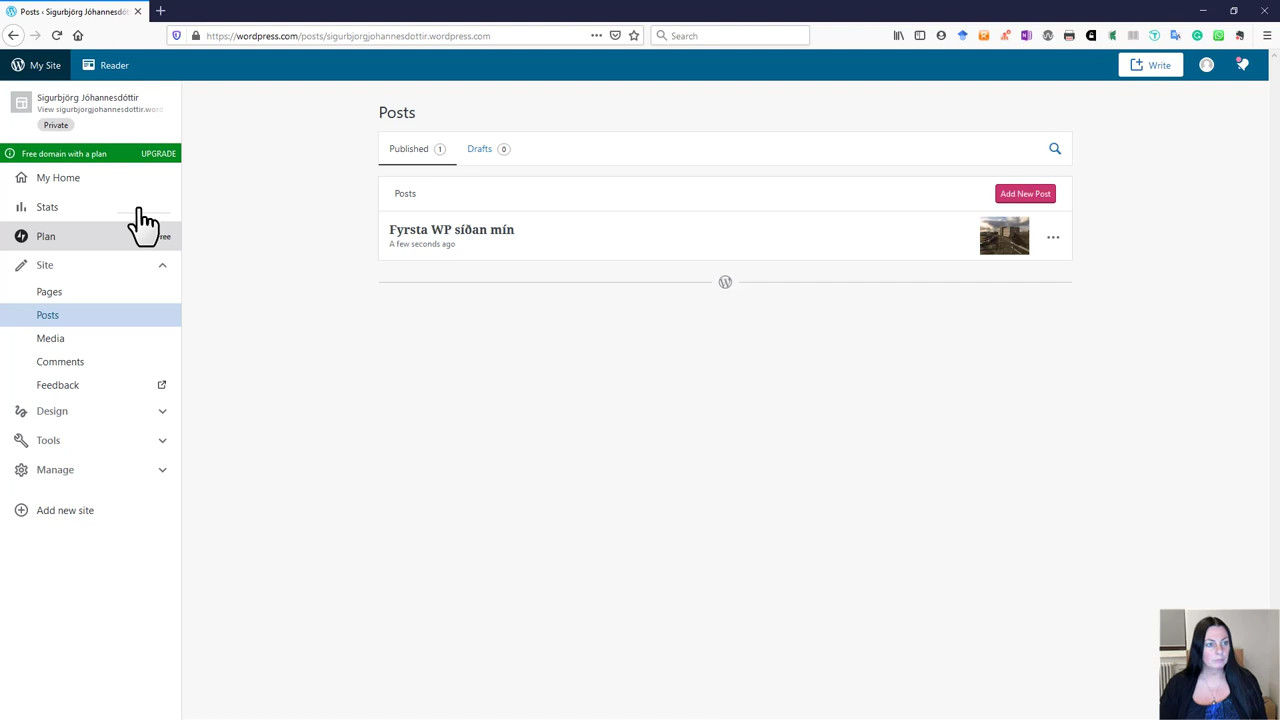 Posts ‹ Sigurbjörg Jóhannesdótt
https://wordpress.com/posts/sigurbjorgjohannesdottir.wordpress.com
Search
My Site
Reader
Write
Sigurbjörg Jóhannesdóttir
View sigurbjorgjohannesdottir.word
Private
Free domain with a plan
UPGRADE
My Home
Stats
Plan
Site
Pages
Posts
Media
Comments
Feedback
Design
Tools
Manage
Add new site
Posts
Published 1
Drafts 0
Posts
Add New Post
Fyrsta WP síðan mín
A few seconds ago